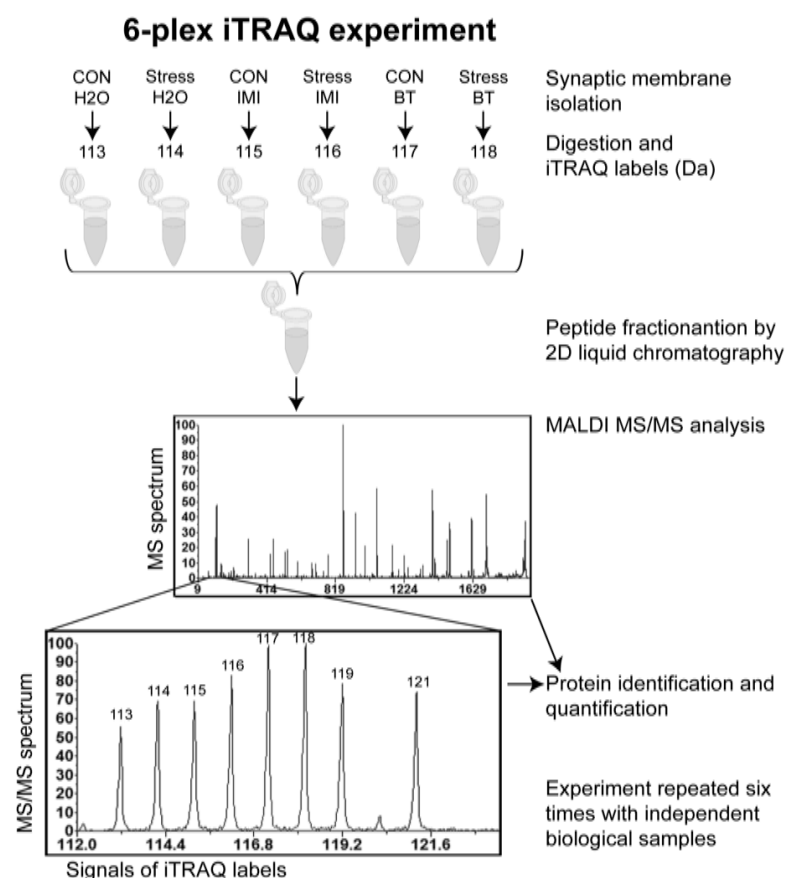 6-plex iTRAQ experiment
CON Stress CON Stress CON Stress
H2O H2O IMI IMI BT BT
Synaptic membrane
isolation
113 114 115 116 117 118
Digestion and
iTRAQ labels (Da)
Peptide fractionantion by
2D liquid chromatography
MALDI MS/MS analysis
MS spectrum
100
90
80
70
60
50
40
30
20
10
0
9 414 819 1224 1629
MS/MS spectrum
100
90
80
70
60
50
40
30
20
10
0
113 114 115 116 117 118 119 121
112.0 114.4 116.8 119.2 121.6
Signals of iTRAQ labels
Protein identification and
quantification
Experiment repeated six
times with independent
biological samples